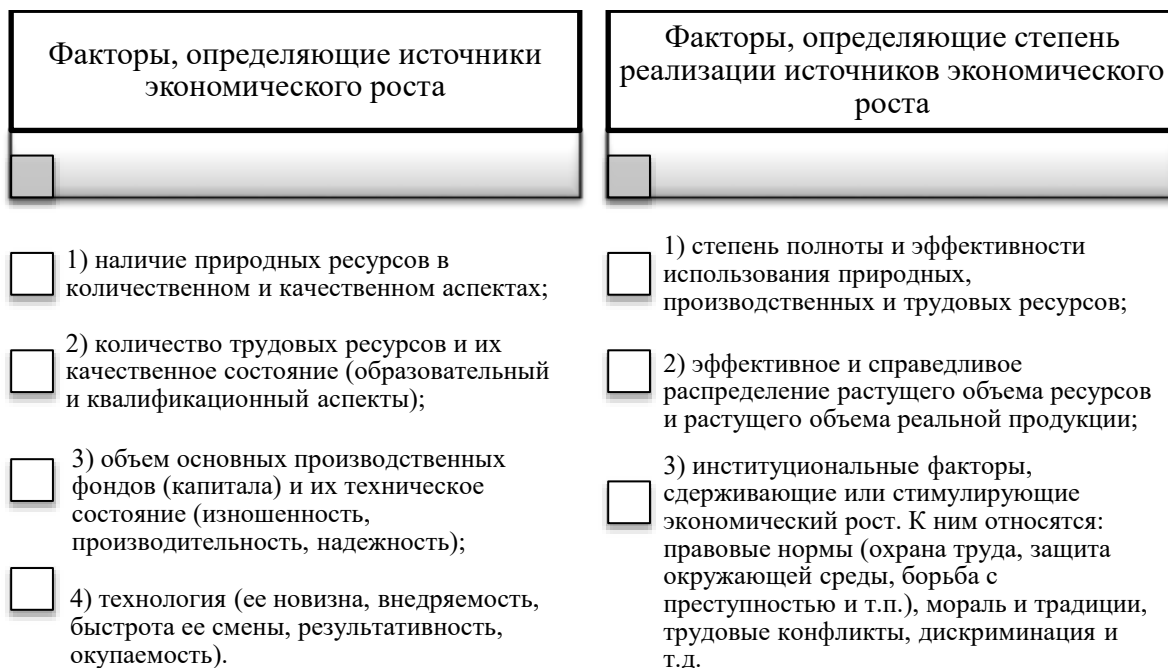 Факторы, определяющие источники
экономического роста
1) наличие природных ресурсов в
количественном и качественном аспектах;
2) количество трудовых ресурсов и их
качественное состояние (образовательный
и квалификационный аспекты);
3) объем основных производственных
фондов (капитала) и их техническое
состояние (изношенность,
производительность, надежность);
4) технология (ее новизна, внедряемость,
быстрота ее смены, результативность,
окупаемость).
Факторы, определяющие степень
реализации источников экономического
роста
1) степень полноты и эффективности
использования природных,
производственных и трудовых ресурсов;
2) эффективное и справедливое
распределение растущего объема ресурсов
и растущего объема реальной продукции;
3) институциональные факторы,
сдерживающие или стимулирующие
экономический рост. К ним относятся:
правовые нормы (охрана труда, защита
окружающей среды, борьба с
преступностью и т.п.), мораль и традиции,
трудовые конфликты, дискриминация и
т.д.